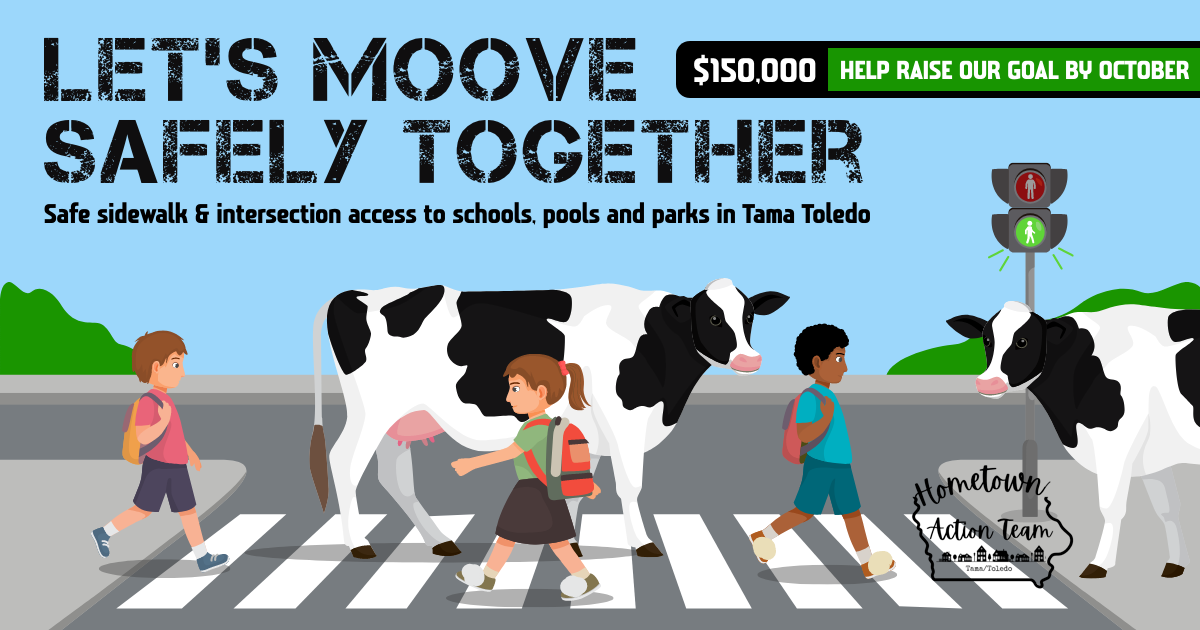 LET'S MOOVE
SAFELY TOGETHER
$150,000 HELP RAISE OUR GOAL BY OCTOBER
Safe sidewalk & intersection access to schools, pools and parks in Tama Toledo
Hometown
Action Team
Tama/Toledo